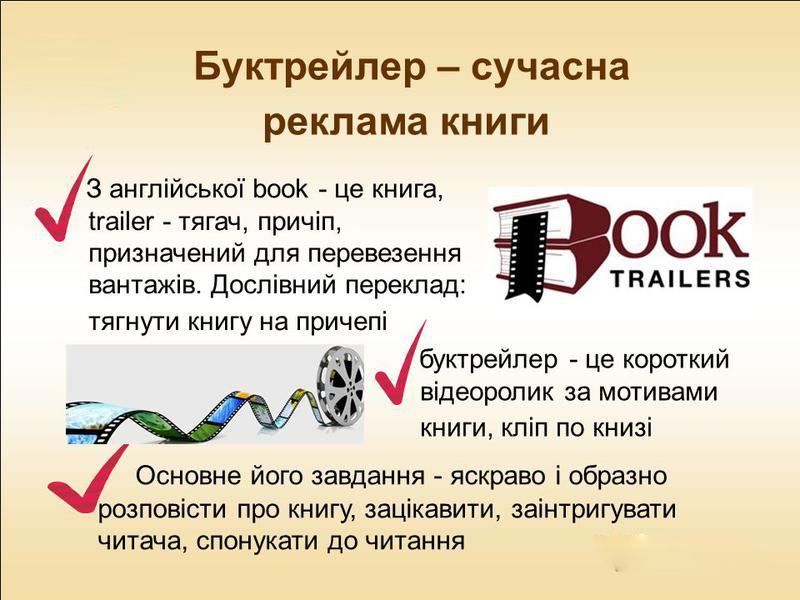 Буктрейлер – сучасна
реклама книги
З англійської book - це книга,
trailer - тягач, причіп,
призначений для перевезення
вантажів. Дослівний переклад:
тягнути книгу на причепі
Book
TRAILERS
буктрейлер - це короткий
відеоролик за мотивами
книги, кліп по книзі
Основне його завдання - яскраво і образно
розповісти про книгу, зацікавити, заінтригувати
читача, спонукати до читання